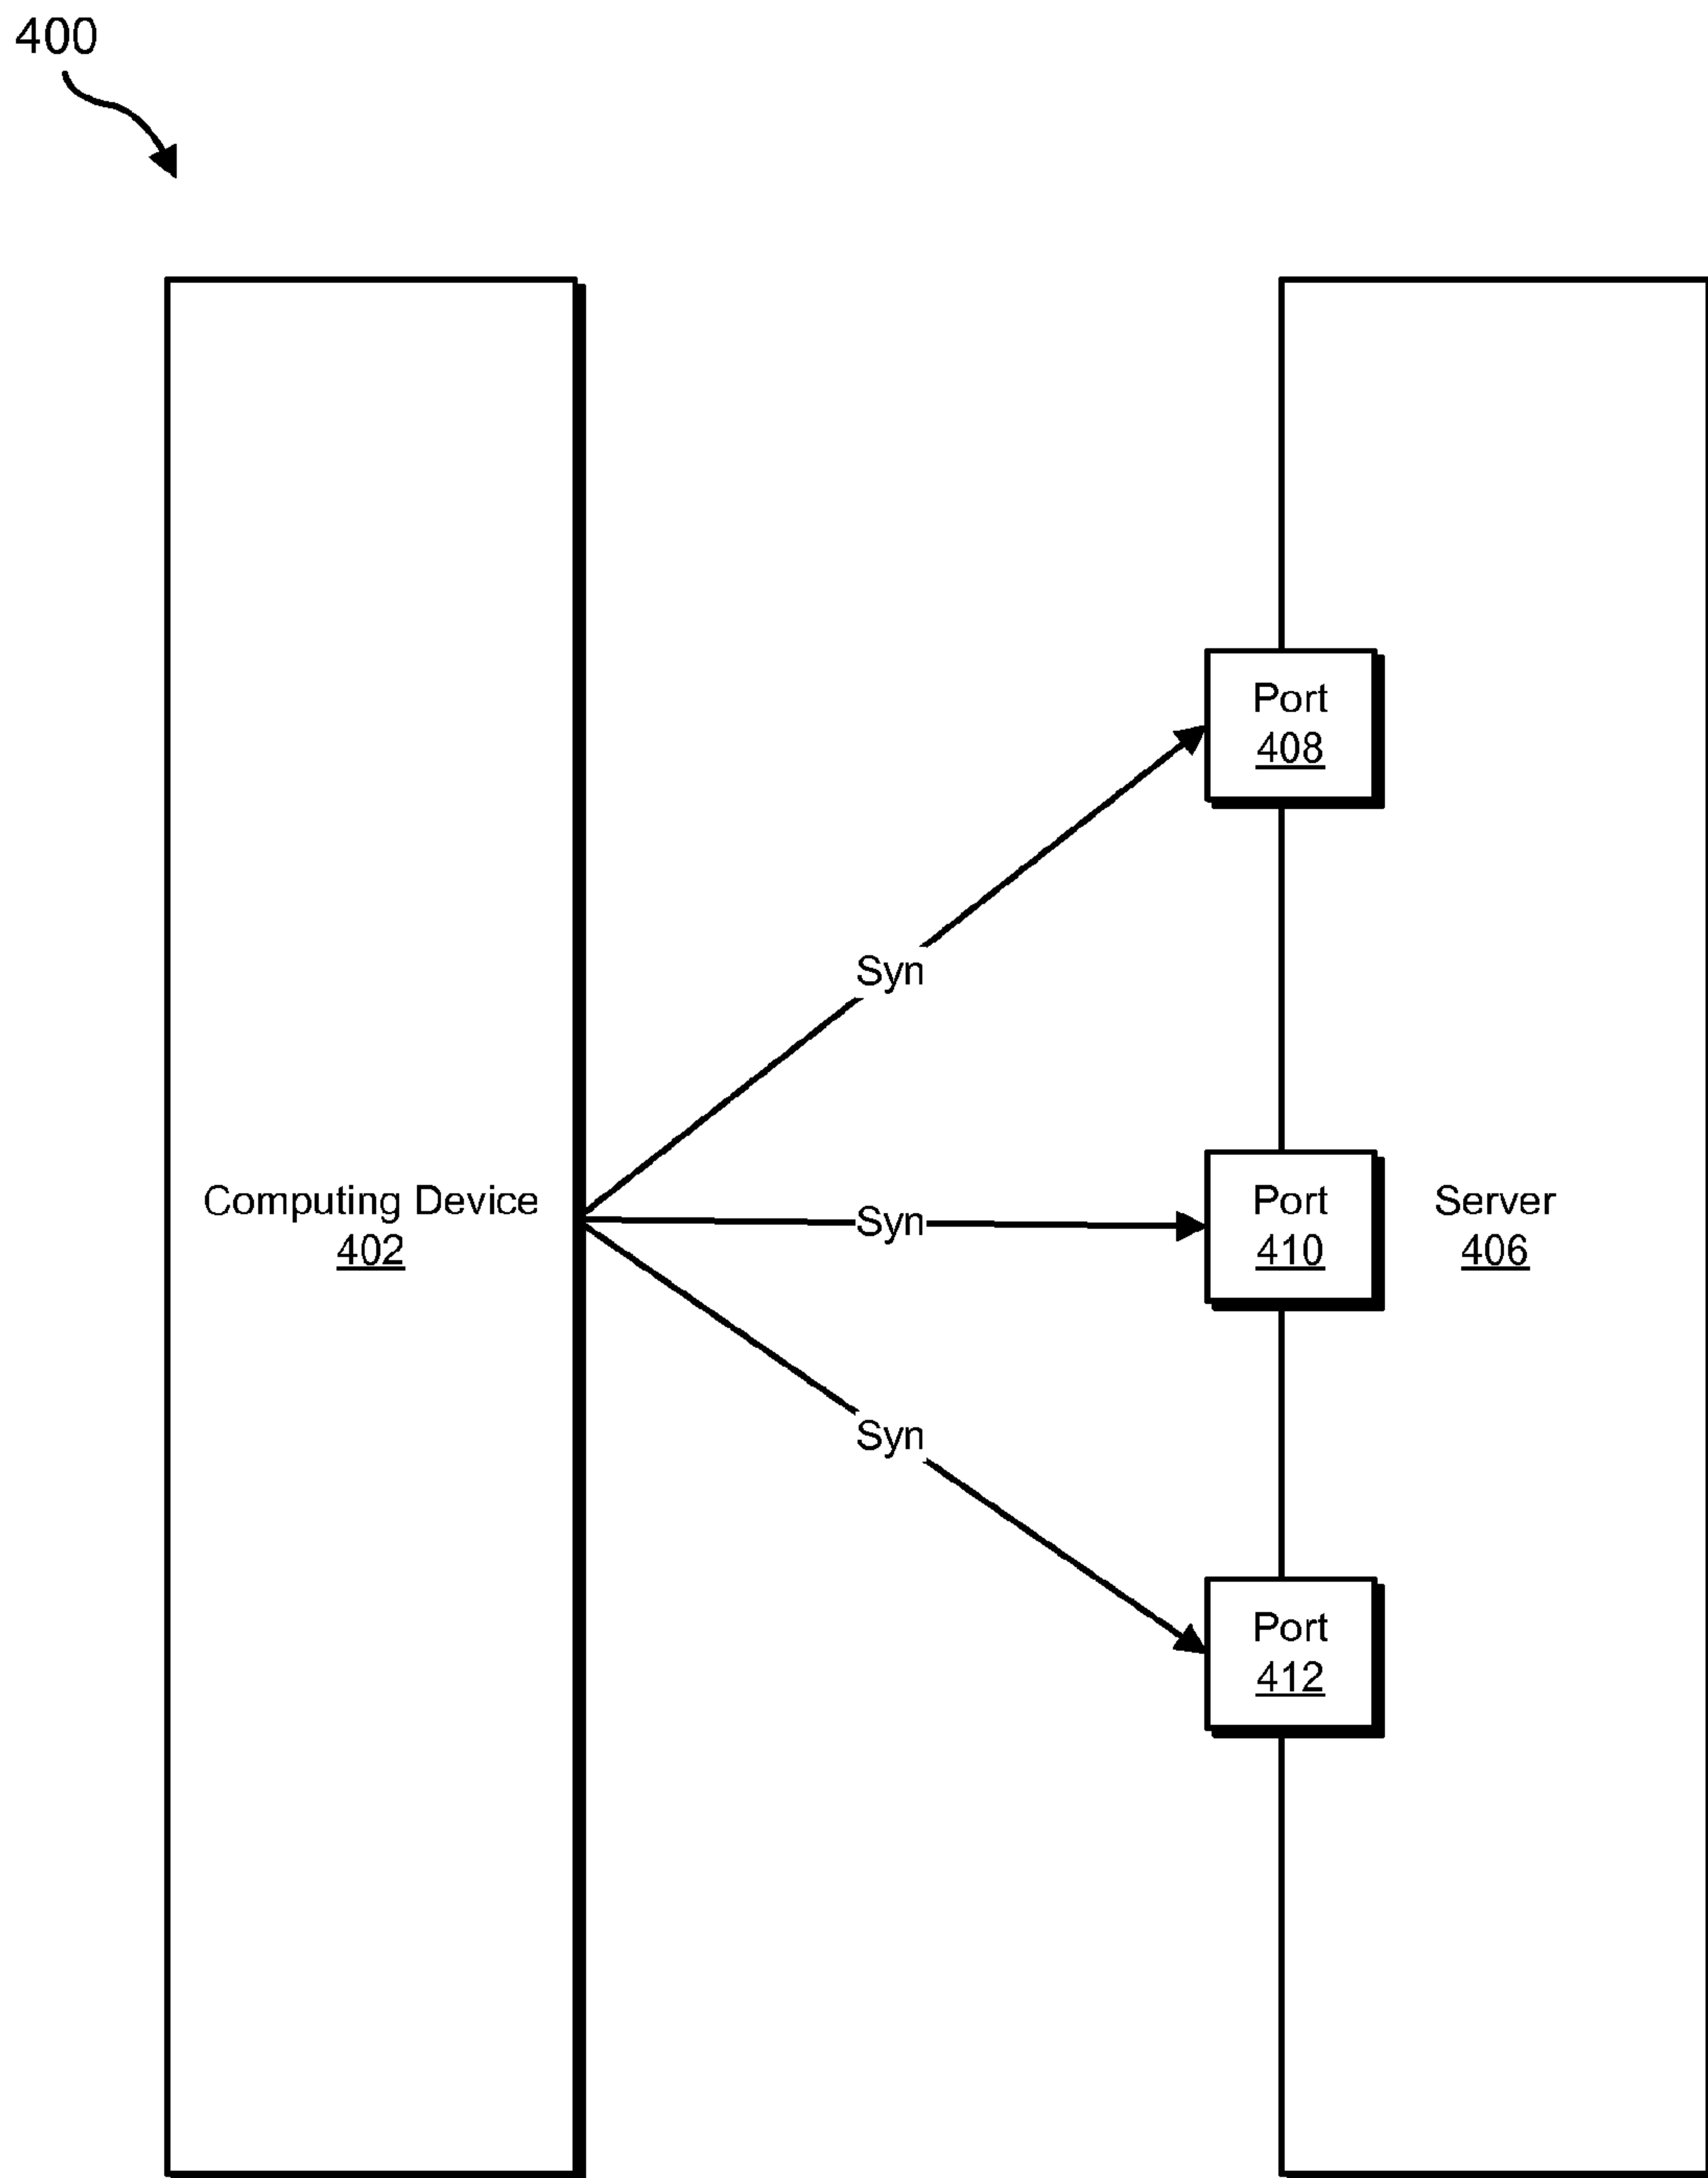 400
Port
408
Syn
Computing Device
402
Syn
Port
410
Server
406
Syn
Port
412